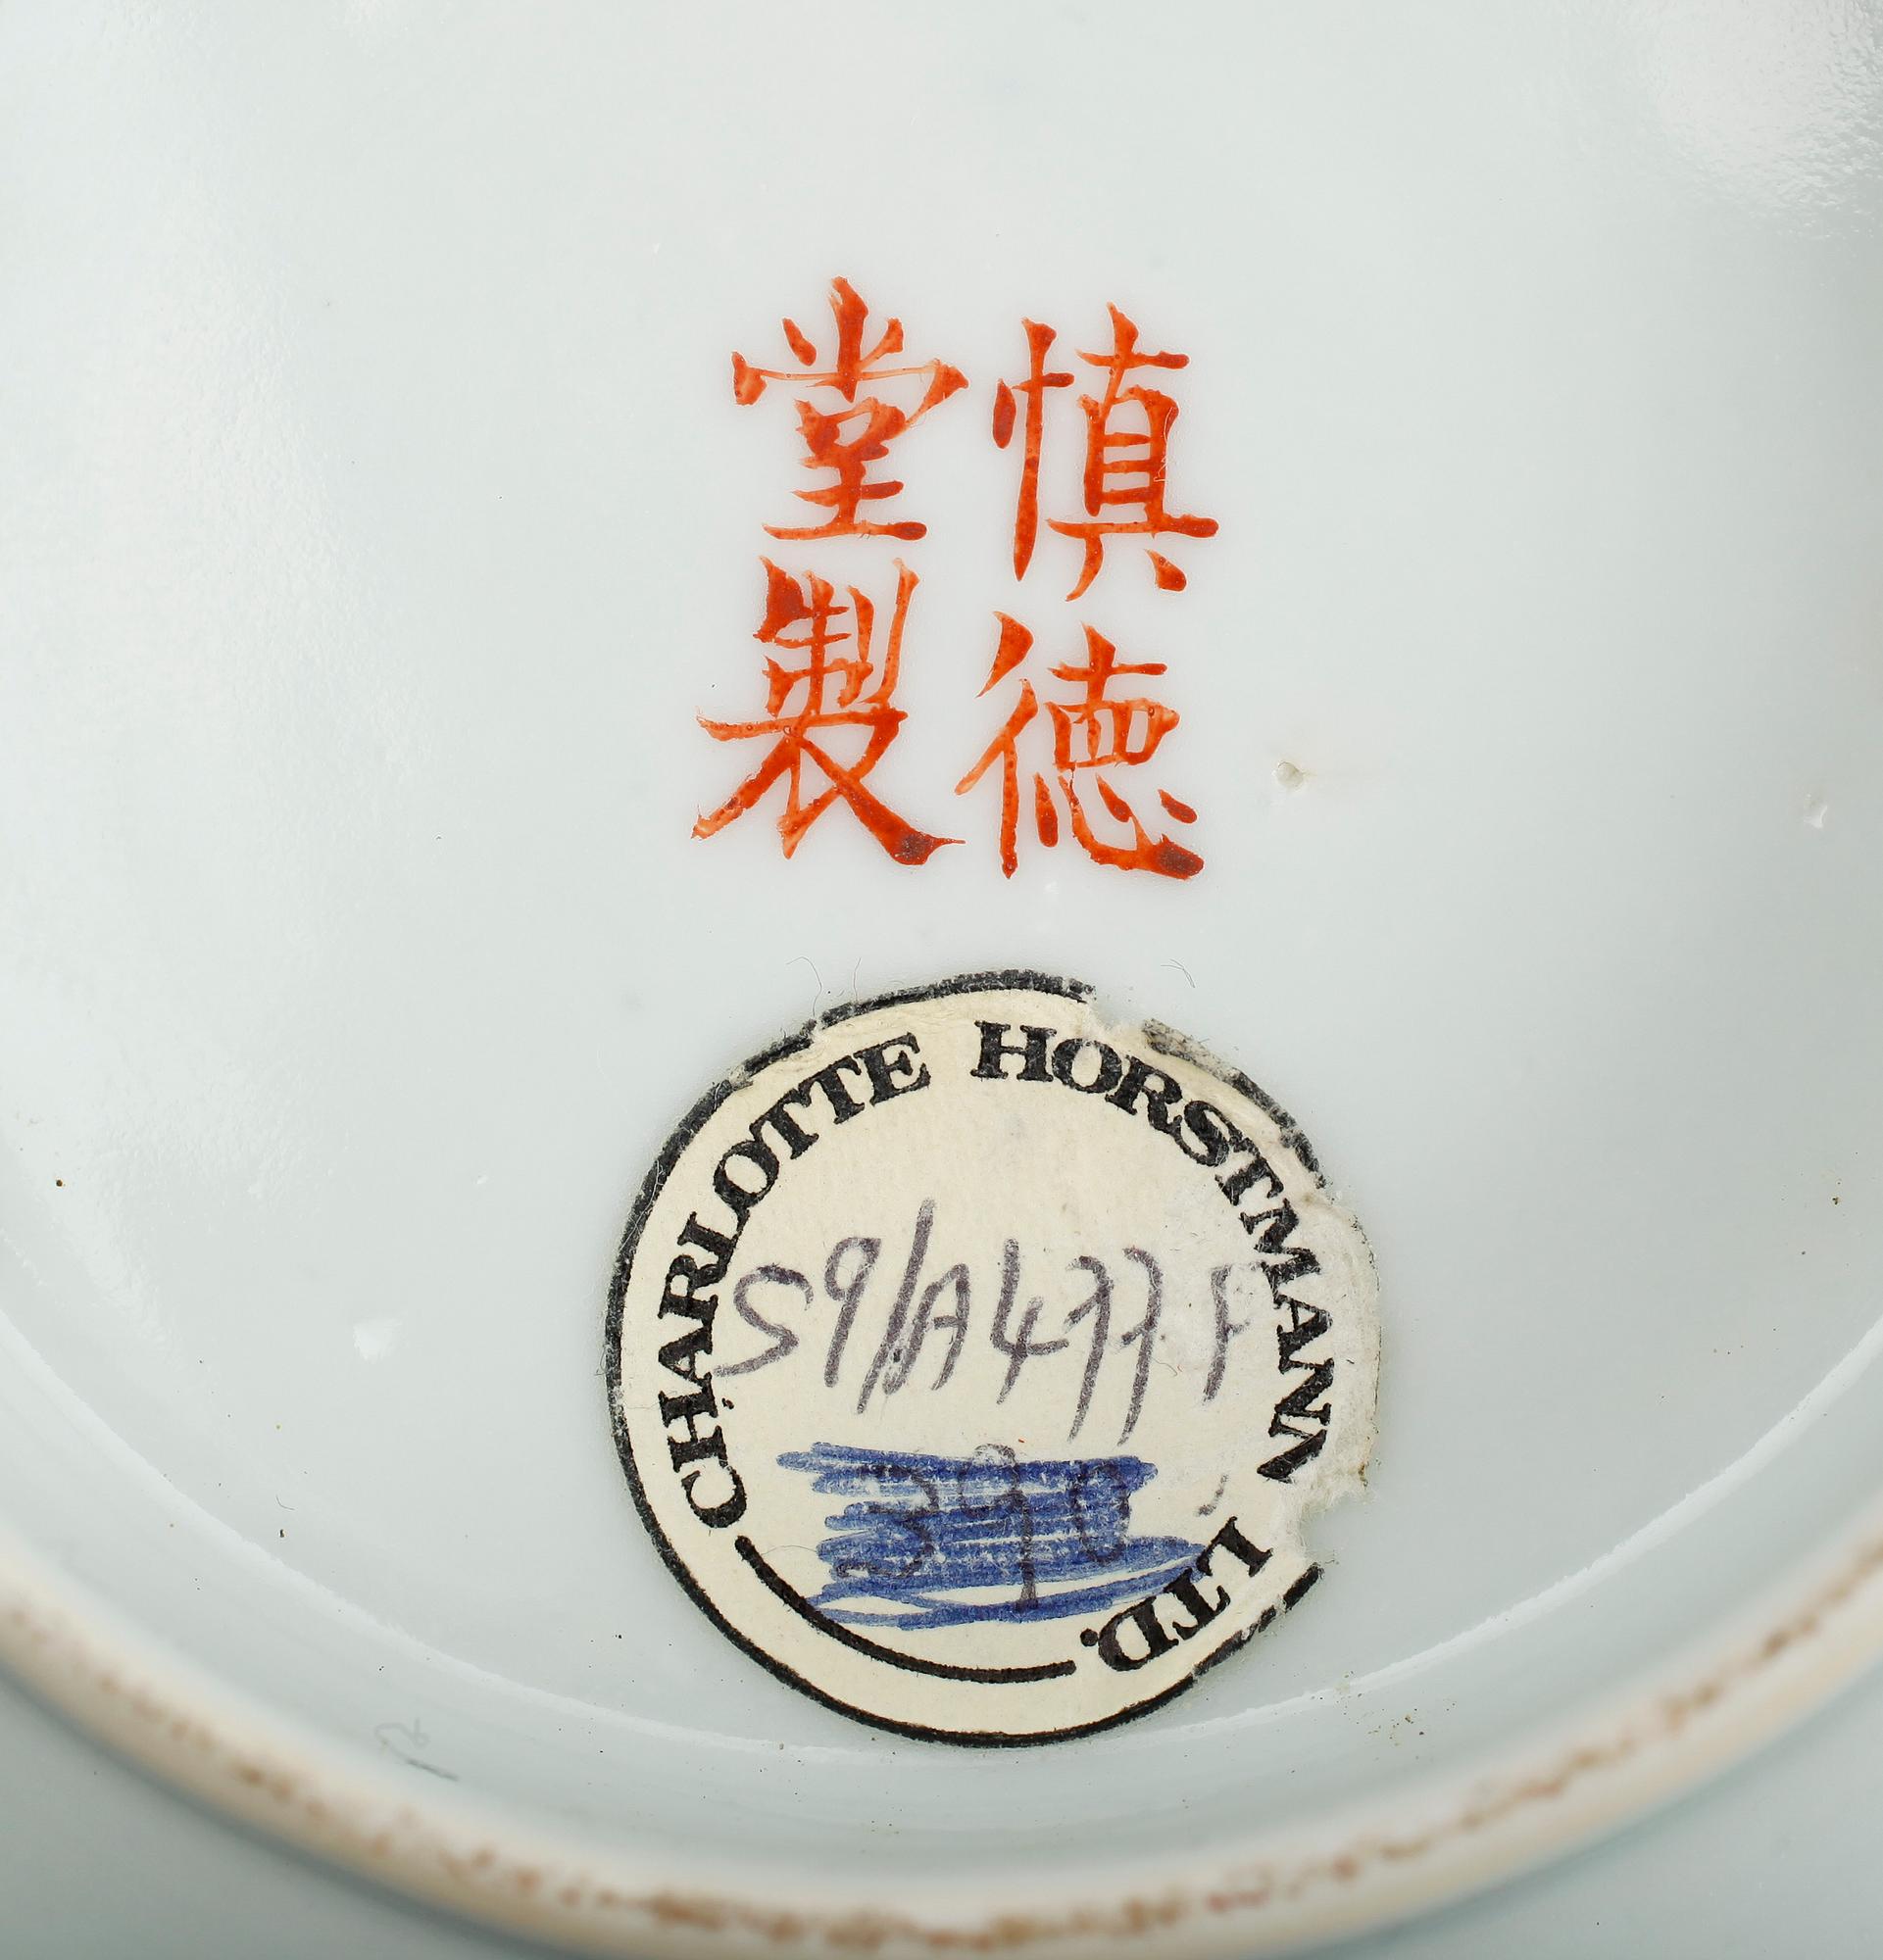 慎德
堂製
CHARLOTTE HORSTMANN LTD.
S9/A477F